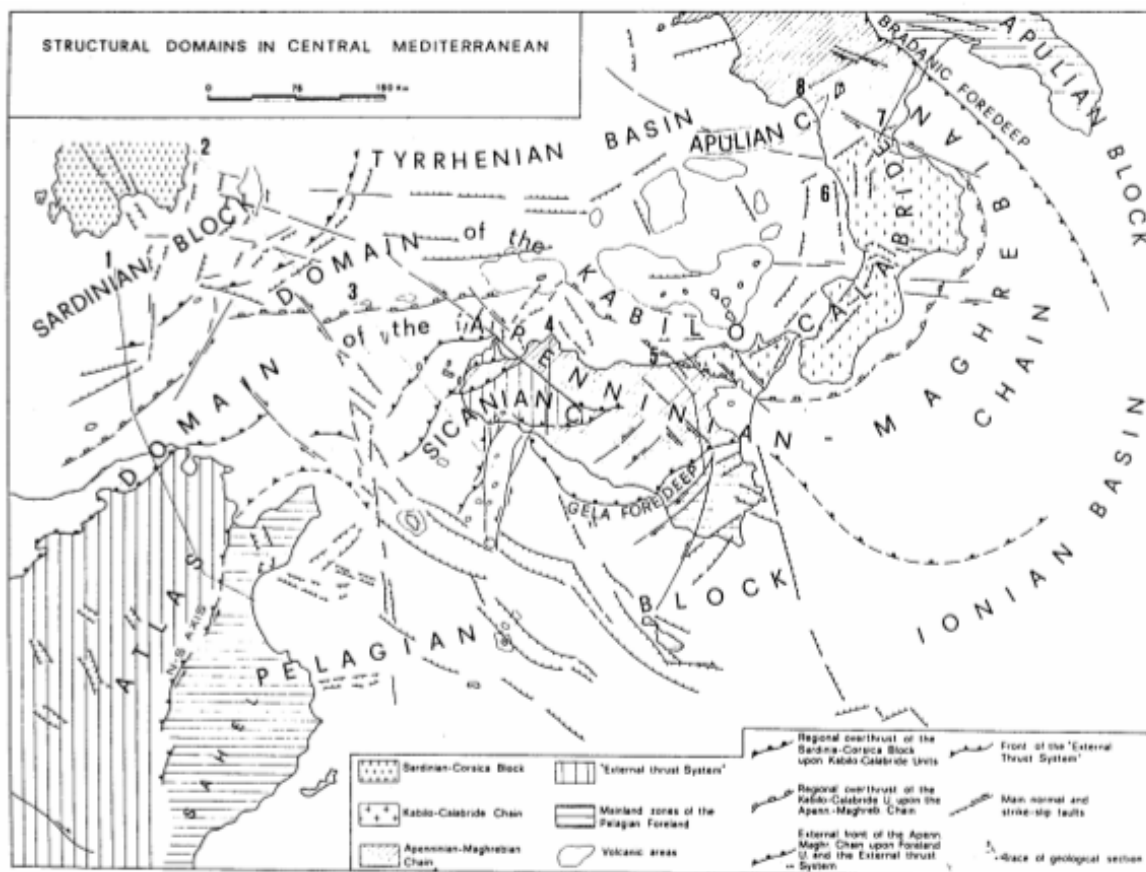 STRUCTURAL DOMAINS IN CENTRAL MEDITERRANEAN
0 75 150 Km
APULIAN BLOCK
BRADANIC FOREDEEP
TYRRHENIAN BASIN
APULIAN
SARDINIAN BLOCK
DOMAIN of the KABILO CALABRIDE CHAIN
DOMAIN of the APENNINIAN-MAGHREBIAN CHAIN
SICANIAN
GELA FOREDEEP
IONIAN BASIN
PELAGIAN BLOCK
ATLAS
N-S AXIS
SAHEL
1
2
3
4
5
6
7
8
Sardinian-Corsica Block
Kabilo-Calabride Chain
Apennnian-Maghrebian
Chain
"External thrust System"
Mainland zones of the
Pelagian Foreland
Volcanic areas
Regional overthrust of the
Sardinia-Corsica Block
upon Kabilo-Calabride Units
Regional overthrust of the
Kabilo-Calabride U. upon the
Apenn.-Maghreb. Chain
External front of the Apenn
Maghr. Chain upon Foreland
U. and the External thrust
System
Front of the "External
Thrust System"
Main normal and
strike-slip faults
Trace of geological section